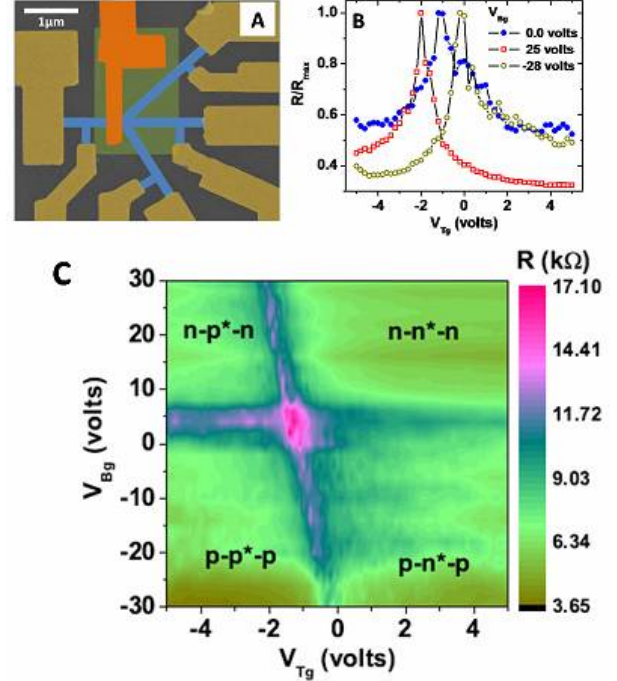 1μm
A
B
V_Bg
0.0 volts
25 volts
-28 volts
R/R_max
1.0
0.8
0.6
0.4
-4 -2 0 2 4
V_Tg (volts)
C
R (kΩ)
30
20
10
0
-10
-20
-30
V_Bg (volts)
n-p*-n
n-n*-n
p-p*-p
p-n*-p
17.10
14.41
11.72
9.03
6.34
3.65
-4 -2 0 2 4
V_Tg (volts)